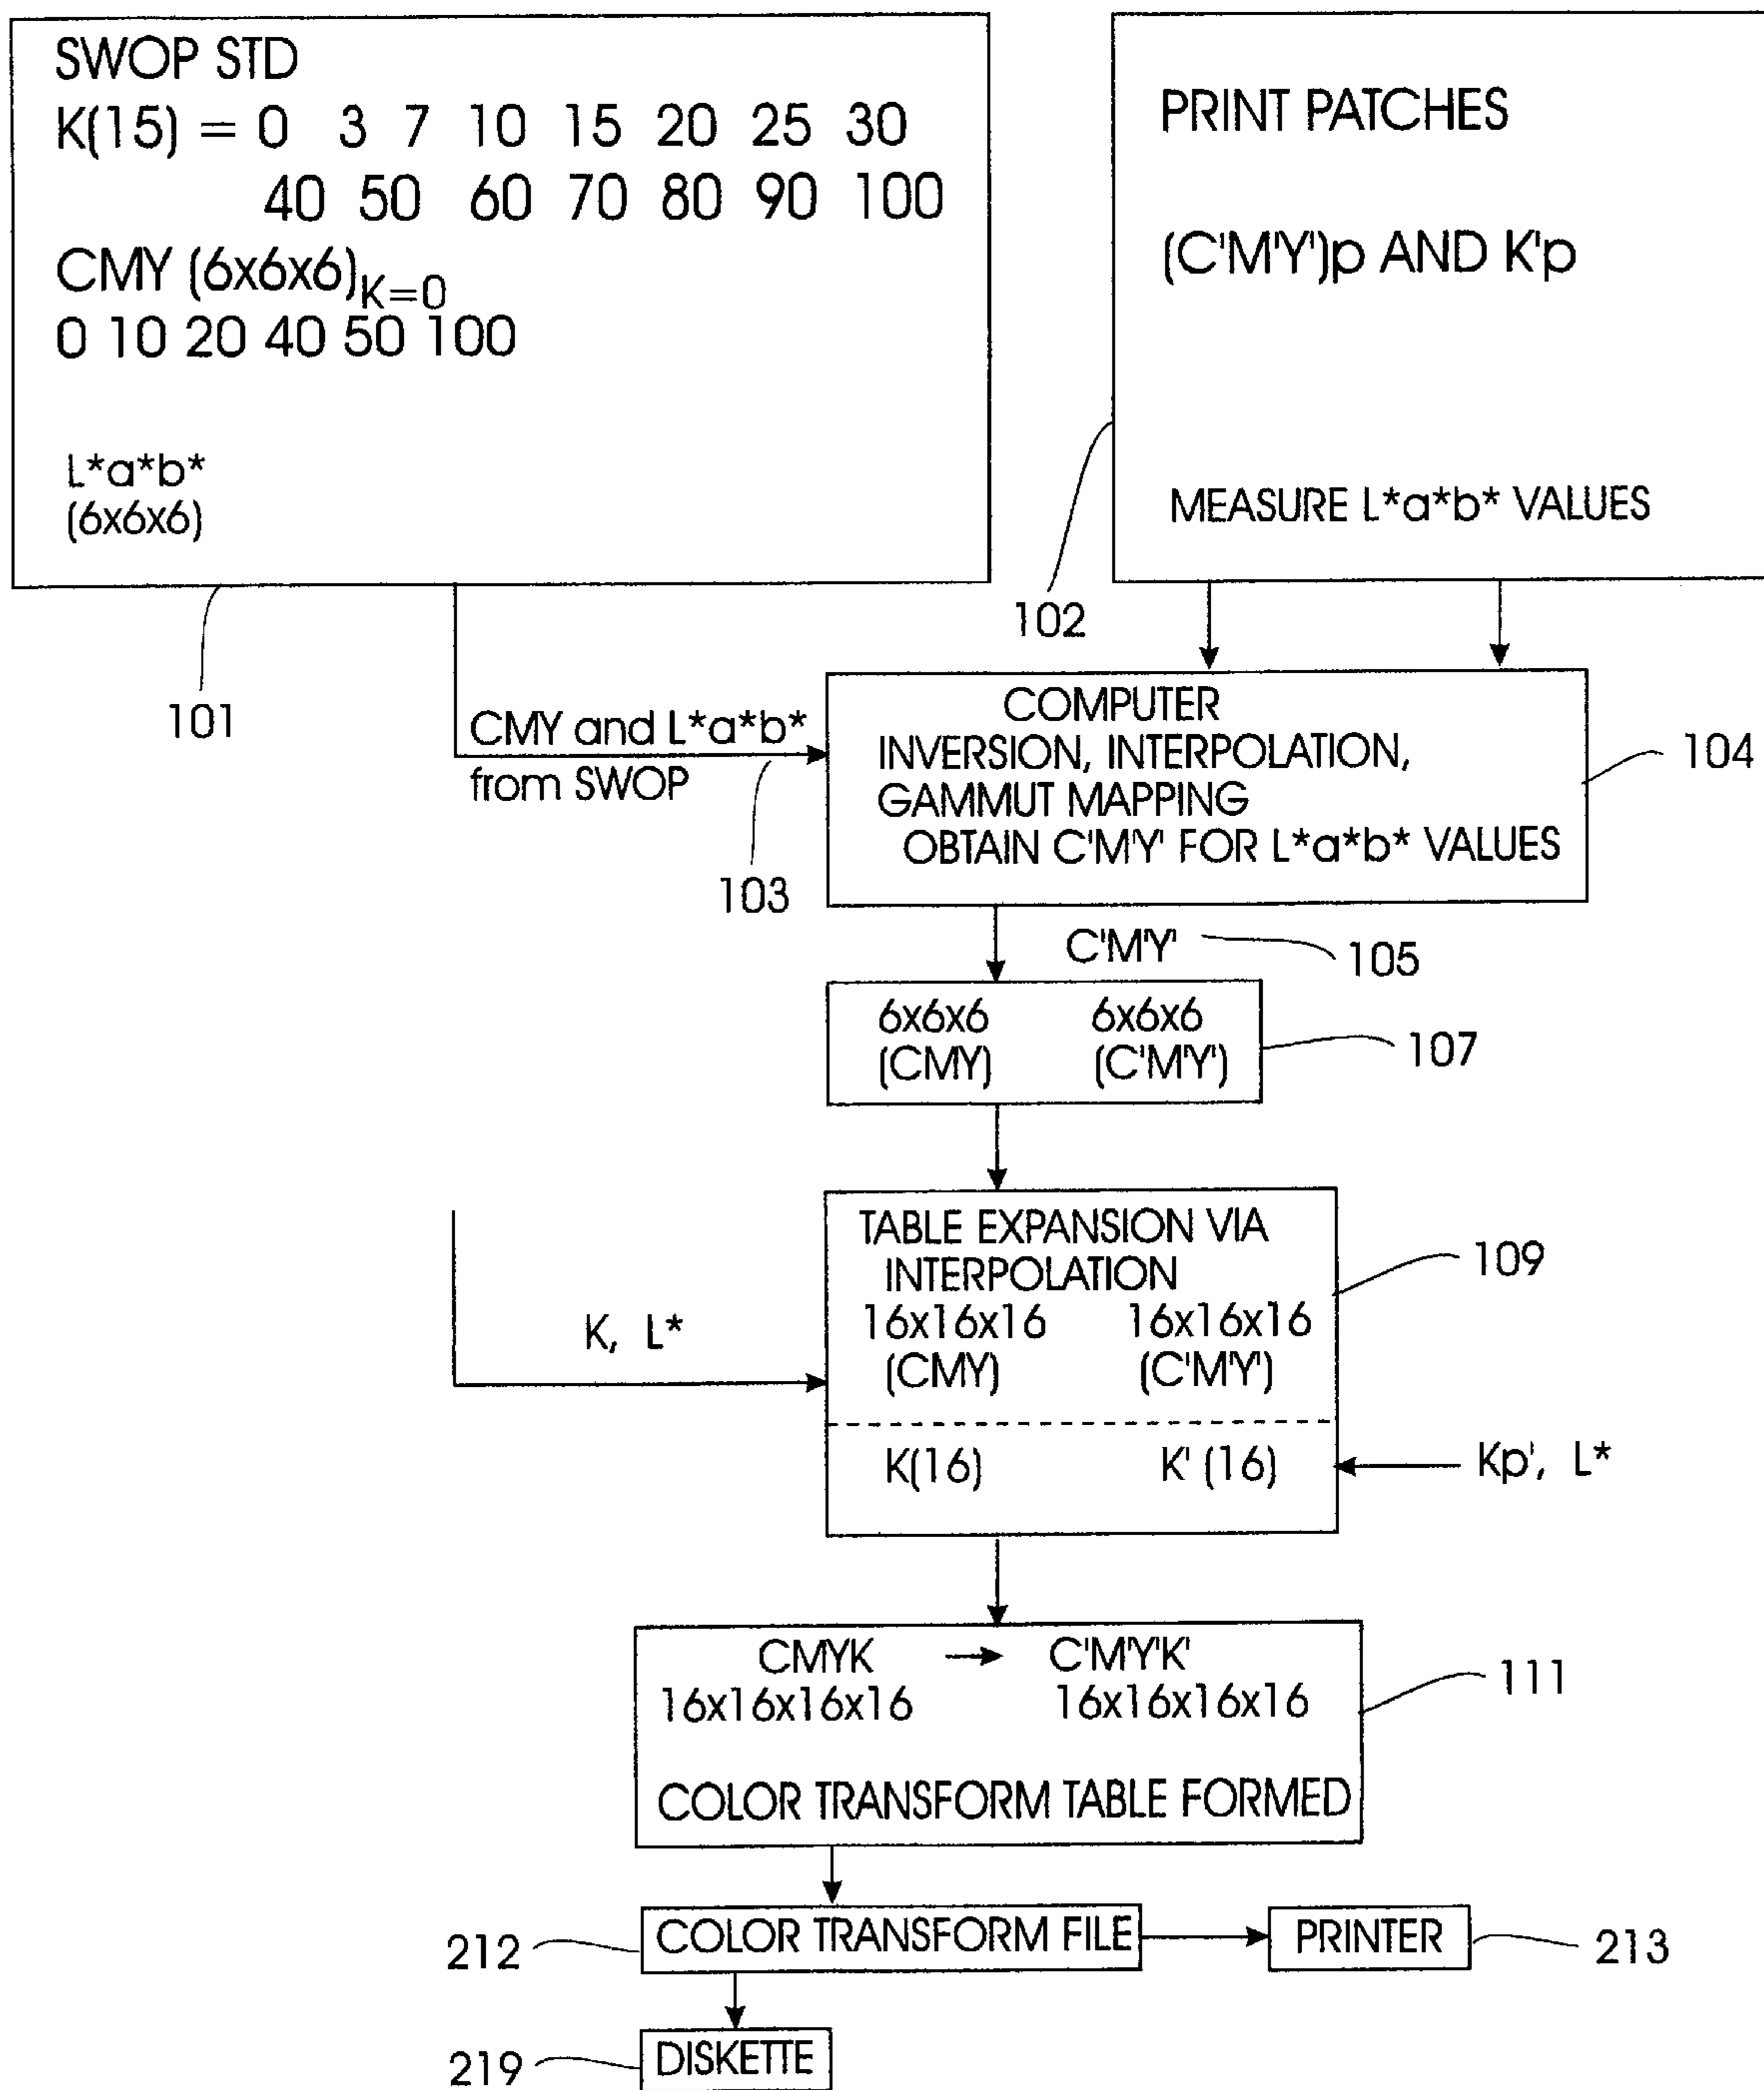 SWOP STD
K(15) = 0 3 7 10 15 20 25 30
40 50 60 70 80 90 100
CMY (6x6x6)K=0
0 10 20 40 50 100
L*a*b*
(6x6x6)
101
PRINT PATCHES
(C'M'Y')p AND K'p
MEASURE L*a*b* VALUES
102
CMY and L*a*b*
from SWOP
103
COMPUTER
INVERSION, INTERPOLATION,
GAMMUT MAPPING
OBTAIN C'M'Y' FOR L*a*b* VALUES
104
C'M'Y'
105
6x6x6 6x6x6
(CMY) (C'M'Y')
107
TABLE EXPANSION VIA
INTERPOLATION
16x16x16 16x16x16
(CMY) (C'M'Y')
K(16) K' (16)
109
K, L*
Kp', L*
CMYK → C'M'Y'K'
16x16x16x16 16x16x16x16
COLOR TRANSFORM TABLE FORMED
111
212
COLOR TRANSFORM FILE
PRINTER
213
219
DISKETTE